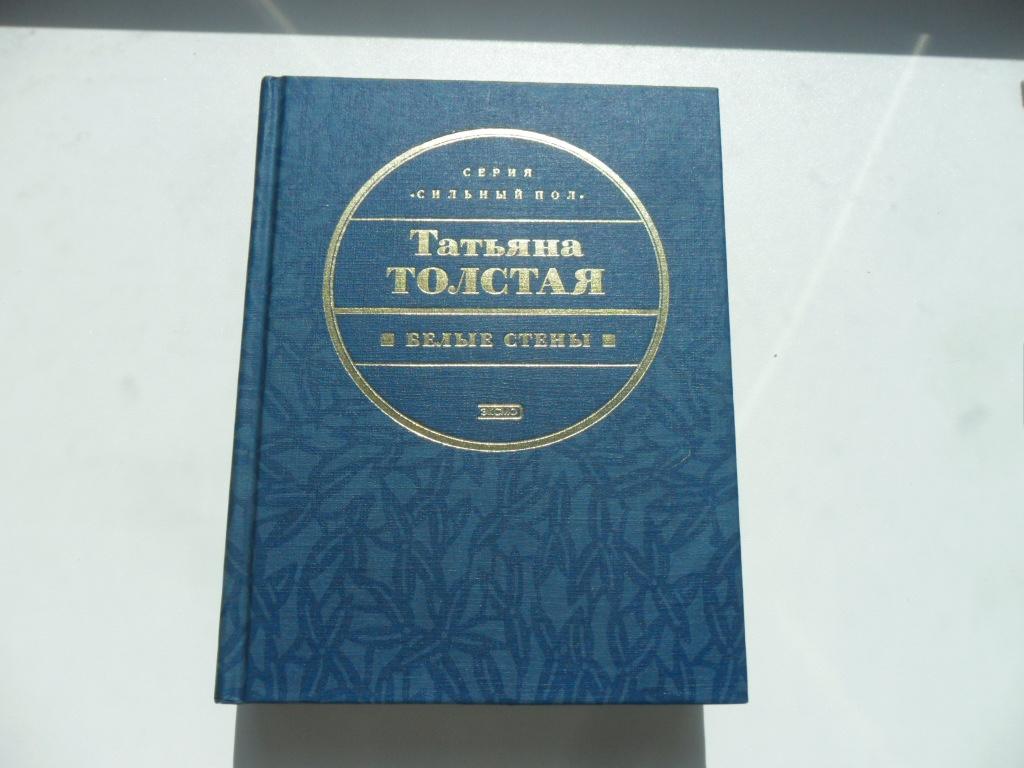 СЕРИЯ
«СИЛЬНЫЙ ПОЛ»
Татьяна
ТОЛСТАЯ
БЕЛЫЕ СТЕНЫ
ЭКСМО